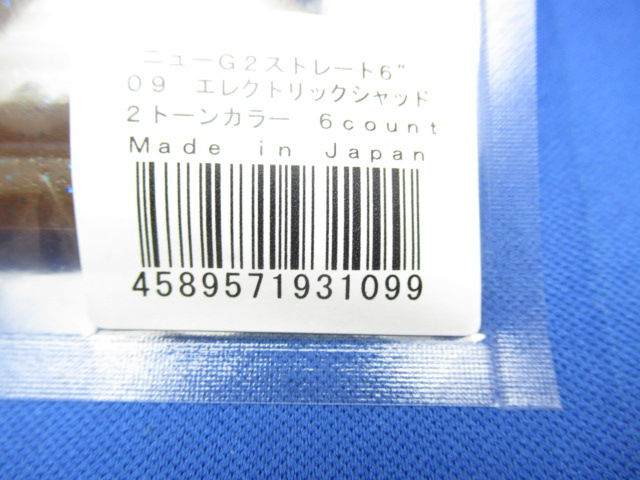 ニューG2ストレート6"
09　エレクトリックシャッド
2トーンカラー　6count
Made in Japan
4589571931099